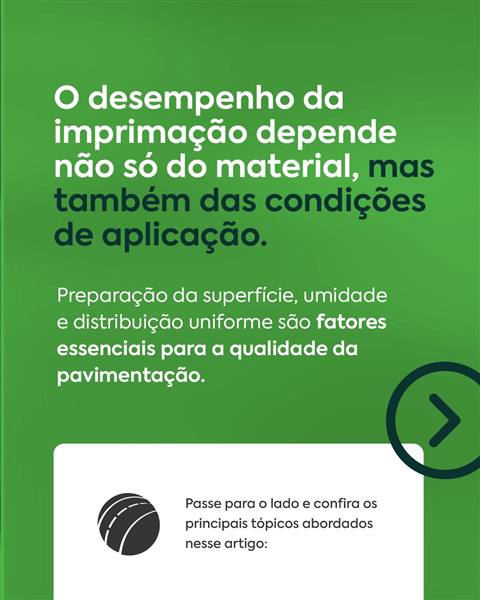 O desempenho da
imprimação depende
não só do material, mas
também das condições
de aplicação.
Preparação da superfície, umidade
e distribuição uniforme são fatores
essenciais para a qualidade da
pavimentação.
Passe para o lado e confira os
principais tópicos abordados
nesse artigo: